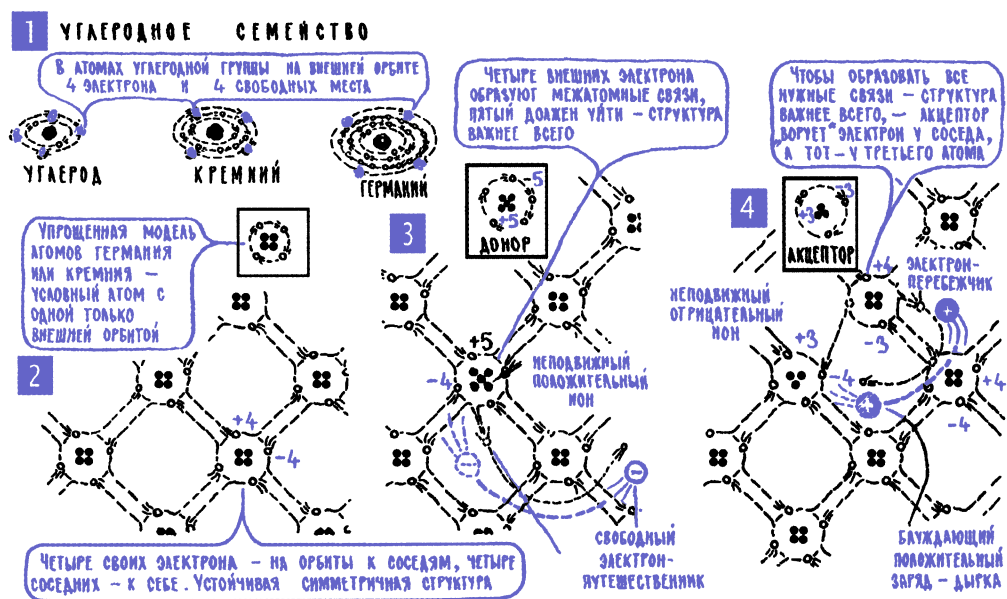 1 УГЛЕРОДНОЕ СЕМЕЙСТВО
В АТОМАХ УГЛЕРОДНОЙ ГРУППЫ НА ВНЕШНЕЙ ОРБИТЕ
4 ЭЛЕКТРОНА И 4 СВОБОДНЫХ МЕСТА
УГЛЕРОД
КРЕМНИЙ
ГЕРМАНИЙ
УПРОЩЕННАЯ МОДЕЛЬ
АТОМОВ ГЕРМАНИЯ
ИЛИ КРЕМНИЯ —
УСЛОВНЫЙ АТОМ С
ОДНОЙ ТОЛЬКО
ВНЕШНЕЙ ОРБИТОЙ
2
+4
-4
ЧЕТЫРЕ СВОИХ ЭЛЕКТРОНА — НА ОРБИТЫ К СОСЕДЯМ, ЧЕТЫРЕ
СОСЕДНИХ — К СЕБЕ. УСТОЙЧИВАЯ СИММЕТРИЧНАЯ СТРУКТУРА
ЧЕТЫРЕ ВНЕШНИХ ЭЛЕКТРОНА
ОБРАЗУЮТ МЕЖАТОМНЫЕ СВЯЗИ,
ПЯТЫЙ ДОЛЖЕН УЙТИ — СТРУКТУРА
ВАЖНЕЕ ВСЕГО
3
-5
+5
ДОНОР
+5
-4
НЕПОДВИЖНЫЙ
ПОЛОЖИТЕЛЬНЫЙ
ИОН
-
-
СВОБОДНЫЙ
ЭЛЕКТРОН-
ПУТЕШЕСТВЕННИК
ЧТОБЫ ОБРАЗОВАТЬ ВСЕ
НУЖНЫЕ СВЯЗИ — СТРУКТУРА
ВАЖНЕЕ ВСЕГО, — АКЦЕПТОР
"ВОРУЕТ" ЭЛЕКТРОН У СОСЕДА,
А ТОТ — У ТРЕТЬЕГО АТОМА
4
-3
+3
АКЦЕПТОР
+4
ЭЛЕКТРОН-
ПЕРЕБЕЖЧИК
НЕПОДВИЖНЫЙ
ОТРИЦАТЕЛЬНЫЙ
ИОН
+
+3
-3
-4
+
+4
-4
БЛУЖДАЮЩИЙ
ПОЛОЖИТЕЛЬНЫЙ
ЗАРЯД — ДЫРКА